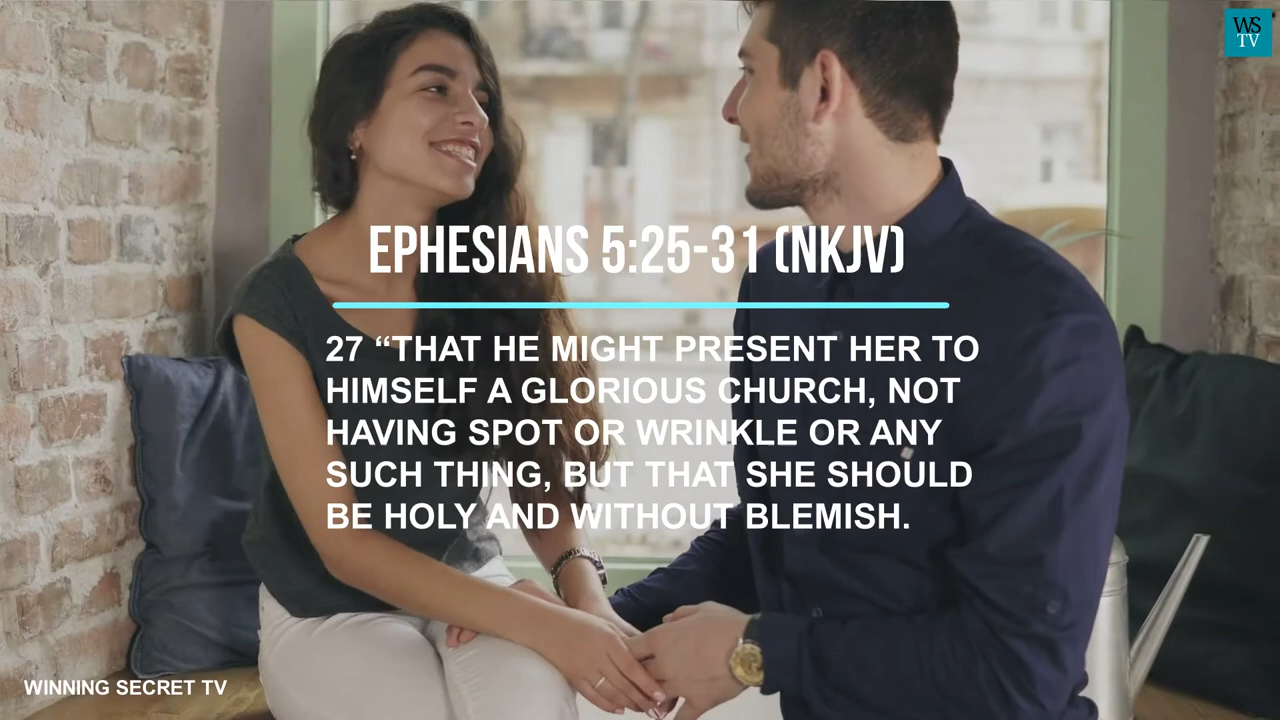 WS
TV
EPHESIANS 5:25-31 (NKJV)
27 “THAT HE MIGHT PRESENT HER TO
HIMSELF A GLORIOUS CHURCH, NOT
HAVING SPOT OR WRINKLE OR ANY
SUCH THING, BUT THAT SHE SHOULD
BE HOLY AND WITHOUT BLEMISH.
WINNING SECRET TV